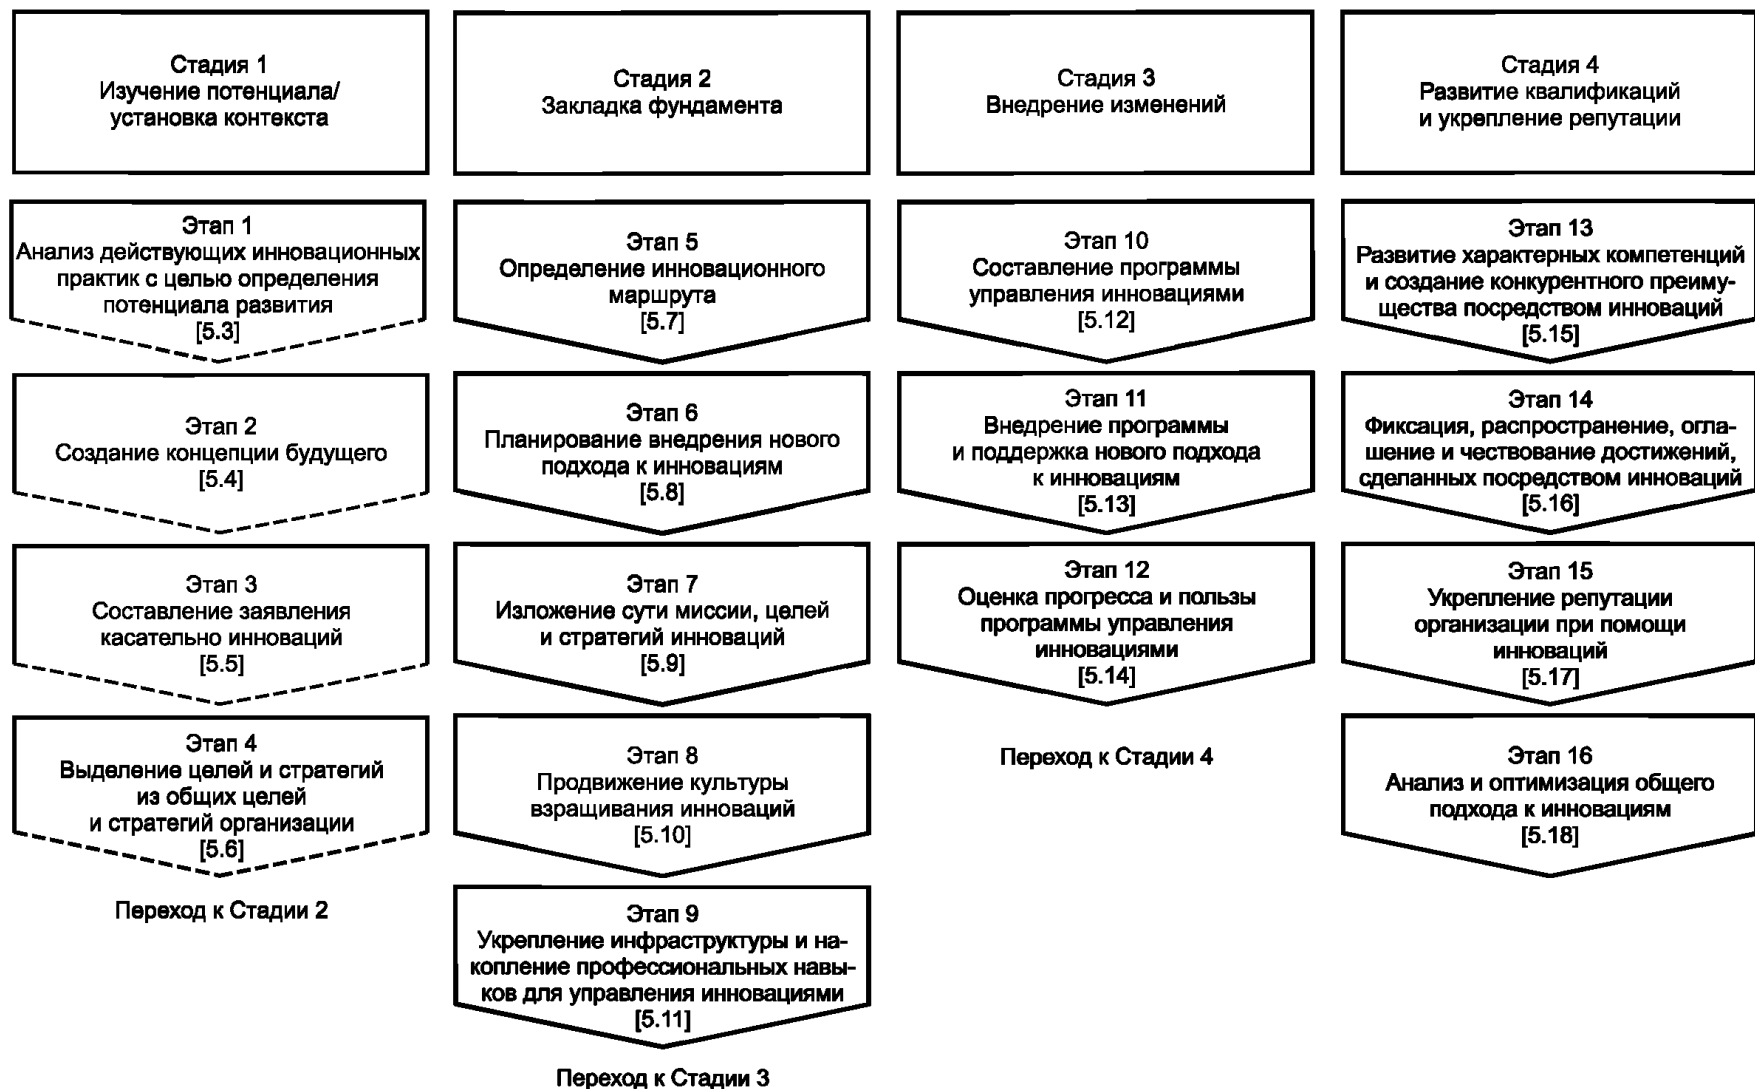 Стадия 1
Изучение потенциала/
установка контекста
Этап 1
Анализ действующих инновационных
практик с целью определения
потенциала развития
[5.3]
Этап 2
Создание концепции будущего
[5.4]
Этап 3
Составление заявления
касательно инноваций
[5.5]
Этап 4
Выделение целей и стратегий
из общих целей
и стратегий организации
[5.6]
Переход к Стадии 2
Стадия 2
Закладка фундамента
Этап 5
Определение инновационного
маршрута
[5.7]
Этап 6
Планирование внедрения нового
подхода к инновациям
[5.8]
Этап 7
Изложение сути миссии, целей
и стратегий инноваций
[5.9]
Этап 8
Продвижение культуры
взращивания инноваций
[5.10]
Этап 9
Укрепление инфраструктуры и на-
копление профессиональных навы-
ков для управления инновациями
[5.11]
Переход к Стадии 3
Стадия 3
Внедрение изменений
Этап 10
Составление программы
управления инновациями
[5.12]
Этап 11
Внедрение программы
и поддержка нового подхода
к инновациям
[5.13]
Этап 12
Оценка прогресса и пользы
программы управления
инновациями
[5.14]
Переход к Стадии 4
Стадия 4
Развитие квалификаций
и укрепление репутации
Этап 13
Развитие характерных компетенций
и создание конкурентного преиму-
щества посредством инноваций
[5.15]
Этап 14
Фиксация, распространение, огла-
шение и чествование достижений,
сделанных посредством инноваций
[5.16]
Этап 15
Укрепление репутации
организации при помощи
инноваций
[5.17]
Этап 16
Анализ и оптимизация общего
подхода к инновациям
[5.18]